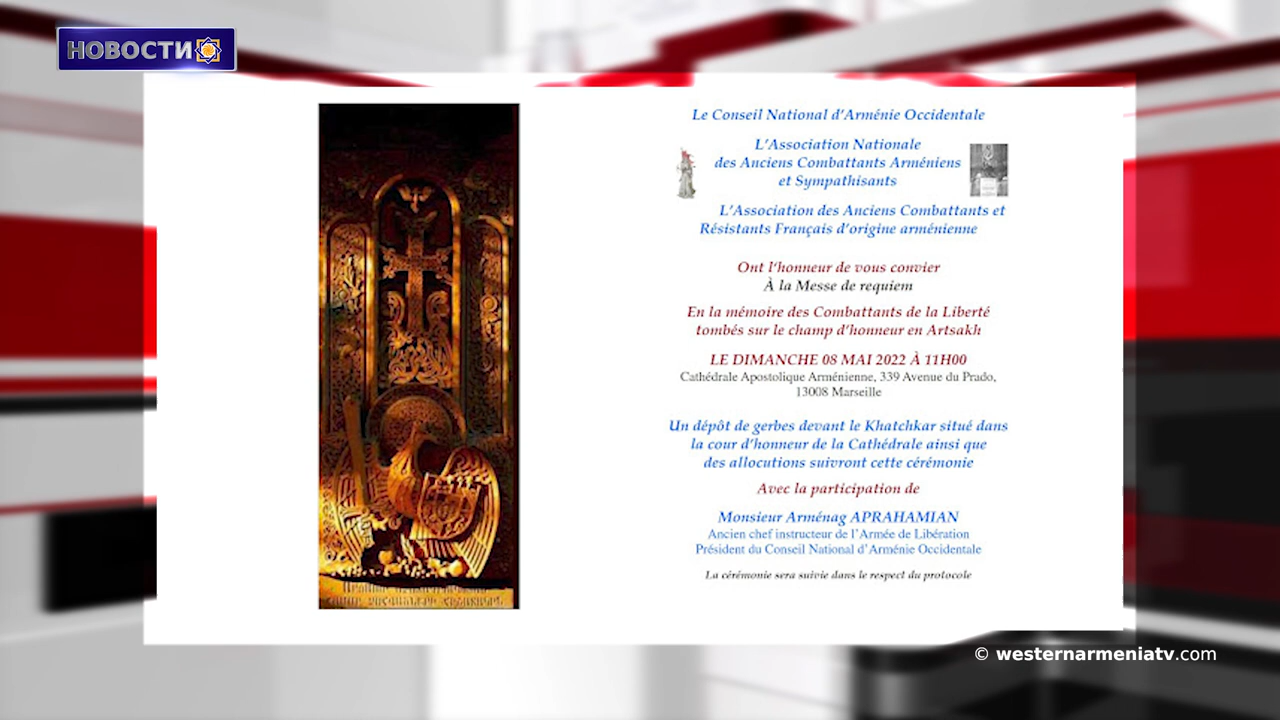 НОВОСТИ
Le Conseil National d'Arménie Occidentale
L'Association Nationale
des Anciens Combattants Arméniens
et Sympathisants
L'Association des Anciens Combattants et
Résistants Français d'origine arménienne
Ont l'honneur de vous convier
À la Messe de requiem
En la mémoire des Combattants de la Liberté
tombés sur le champ d'honneur en Artsakh
LE DIMANCHE 08 MAI 2022 À 11H00
Cathédrale Apostolique Arménienne, 339 Avenue du Prado,
13008 Marseille
Un dépôt de gerbes devant le Khatchkar situé dans
la cour d'honneur de la Cathédrale ainsi que
des allocutions suivront cette cérémonie
Avec la participation de
Monsieur Arménag APRAHAMIAN
Ancien chef instructeur de l'Armée de Libération
Président du Conseil National d'Arménie Occidentale
La cérémonie sera suivie dans le respect du protocole
© westernarmeniatv.com